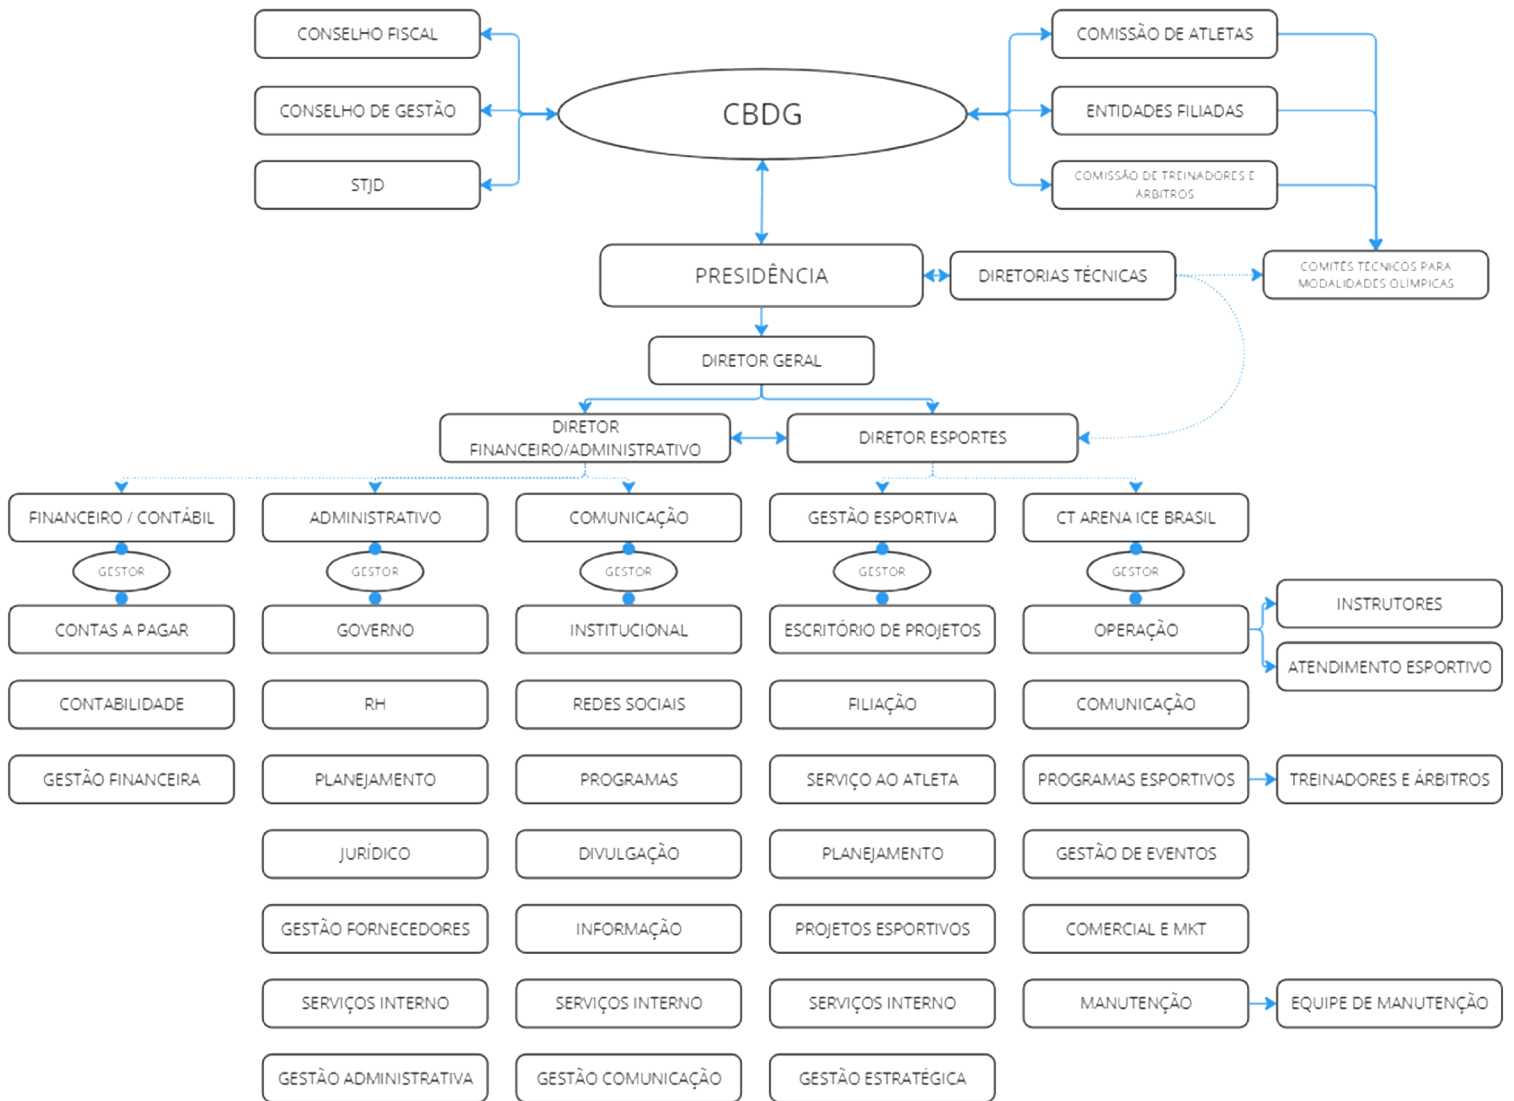 CONSELHO FISCAL
COMISSÃO DE ATLETAS
CBDG
CONSELHO DE GESTÃO
ENTIDADES FILIADAS
STJD
COMISSÃO DE TREINADORES E
ÁRBITROS
PRESIDÊNCIA
DIRETORIAS TÉCNICAS
COMITÊS TÉCNICOS PARA
MODALIDADES OLÍMPICAS
DIRETOR GERAL
DIRETOR
FINANCEIRO/ADMINISTRATIVO
DIRETOR ESPORTES
FINANCEIRO / CONTÁBIL
ADMINISTRATIVO
COMUNICAÇÃO
GESTÃO ESPORTIVA
CT ARENA ICE BRASIL
GESTOR
GESTOR
GESTOR
GESTOR
GESTOR
CONTAS A PAGAR
GOVERNO
INSTITUCIONAL
ESCRITÓRIO DE PROJETOS
OPERAÇÃO
INSTRUTORES
ATENDIMENTO ESPORTIVO
CONTABILIDADE
RH
REDES SOCIAIS
FILIAÇÃO
COMUNICAÇÃO
GESTÃO FINANCEIRA
PLANEJAMENTO
PROGRAMAS
SERVIÇO AO ATLETA
PROGRAMAS ESPORTIVOS
TREINADORES E ÁRBITROS
JURÍDICO
DIVULGAÇÃO
PLANEJAMENTO
GESTÃO DE EVENTOS
GESTÃO FORNECEDORES
INFORMAÇÃO
PROJETOS ESPORTIVOS
COMERCIAL E MKT
SERVIÇOS INTERNO
SERVIÇOS INTERNO
SERVIÇOS INTERNO
MANUTENÇÃO
EQUIPE DE MANUTENÇÃO
GESTÃO ADMINISTRATIVA
GESTÃO COMUNICAÇÃO
GESTÃO ESTRATÉGICA